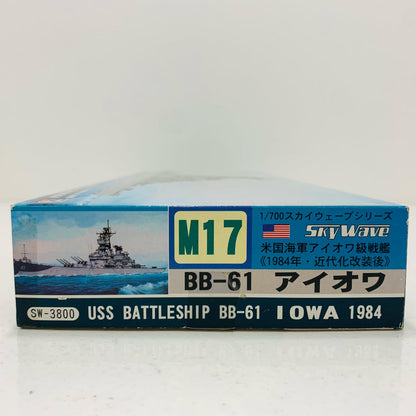 M17
1/700スカイウェーブシリーズ
SKYWAVE
米国海軍アイオワ級戦艦
《1984年・近代化改装後》
BB-61 アイオワ
SW-3800 USS BATTLESHIP BB-61 IOWA 1984